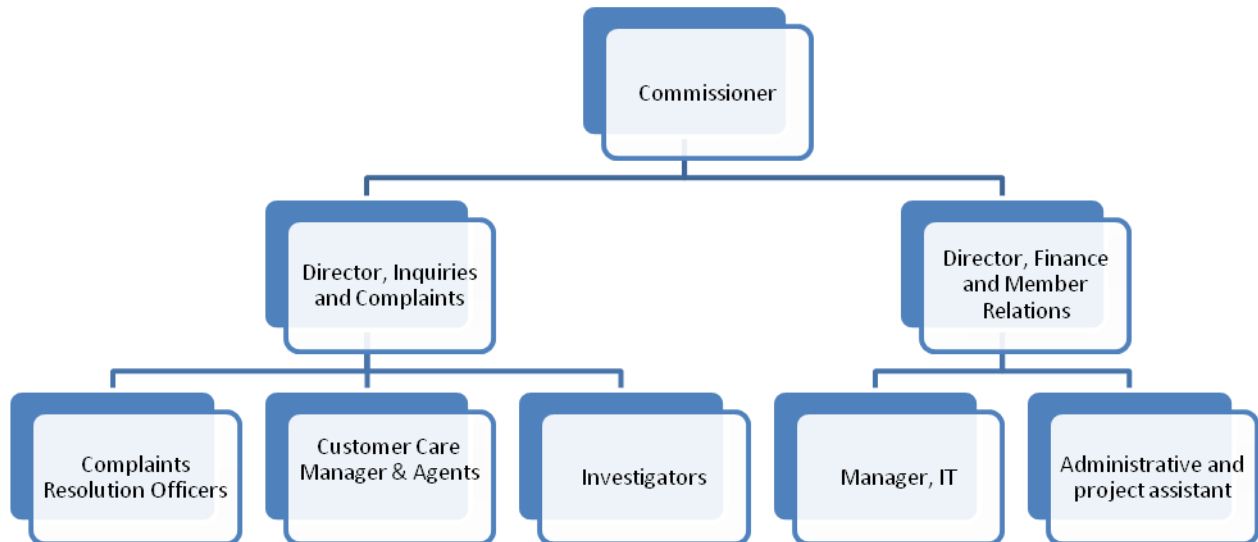 Commissioner
Director, Inquiries
and Complaints
Director, Finance
and Member
Relations
Complaints
Resolution Officers
Customer Care
Manager & Agents
Investigators
Manager, IT
Administrative and
project assistant